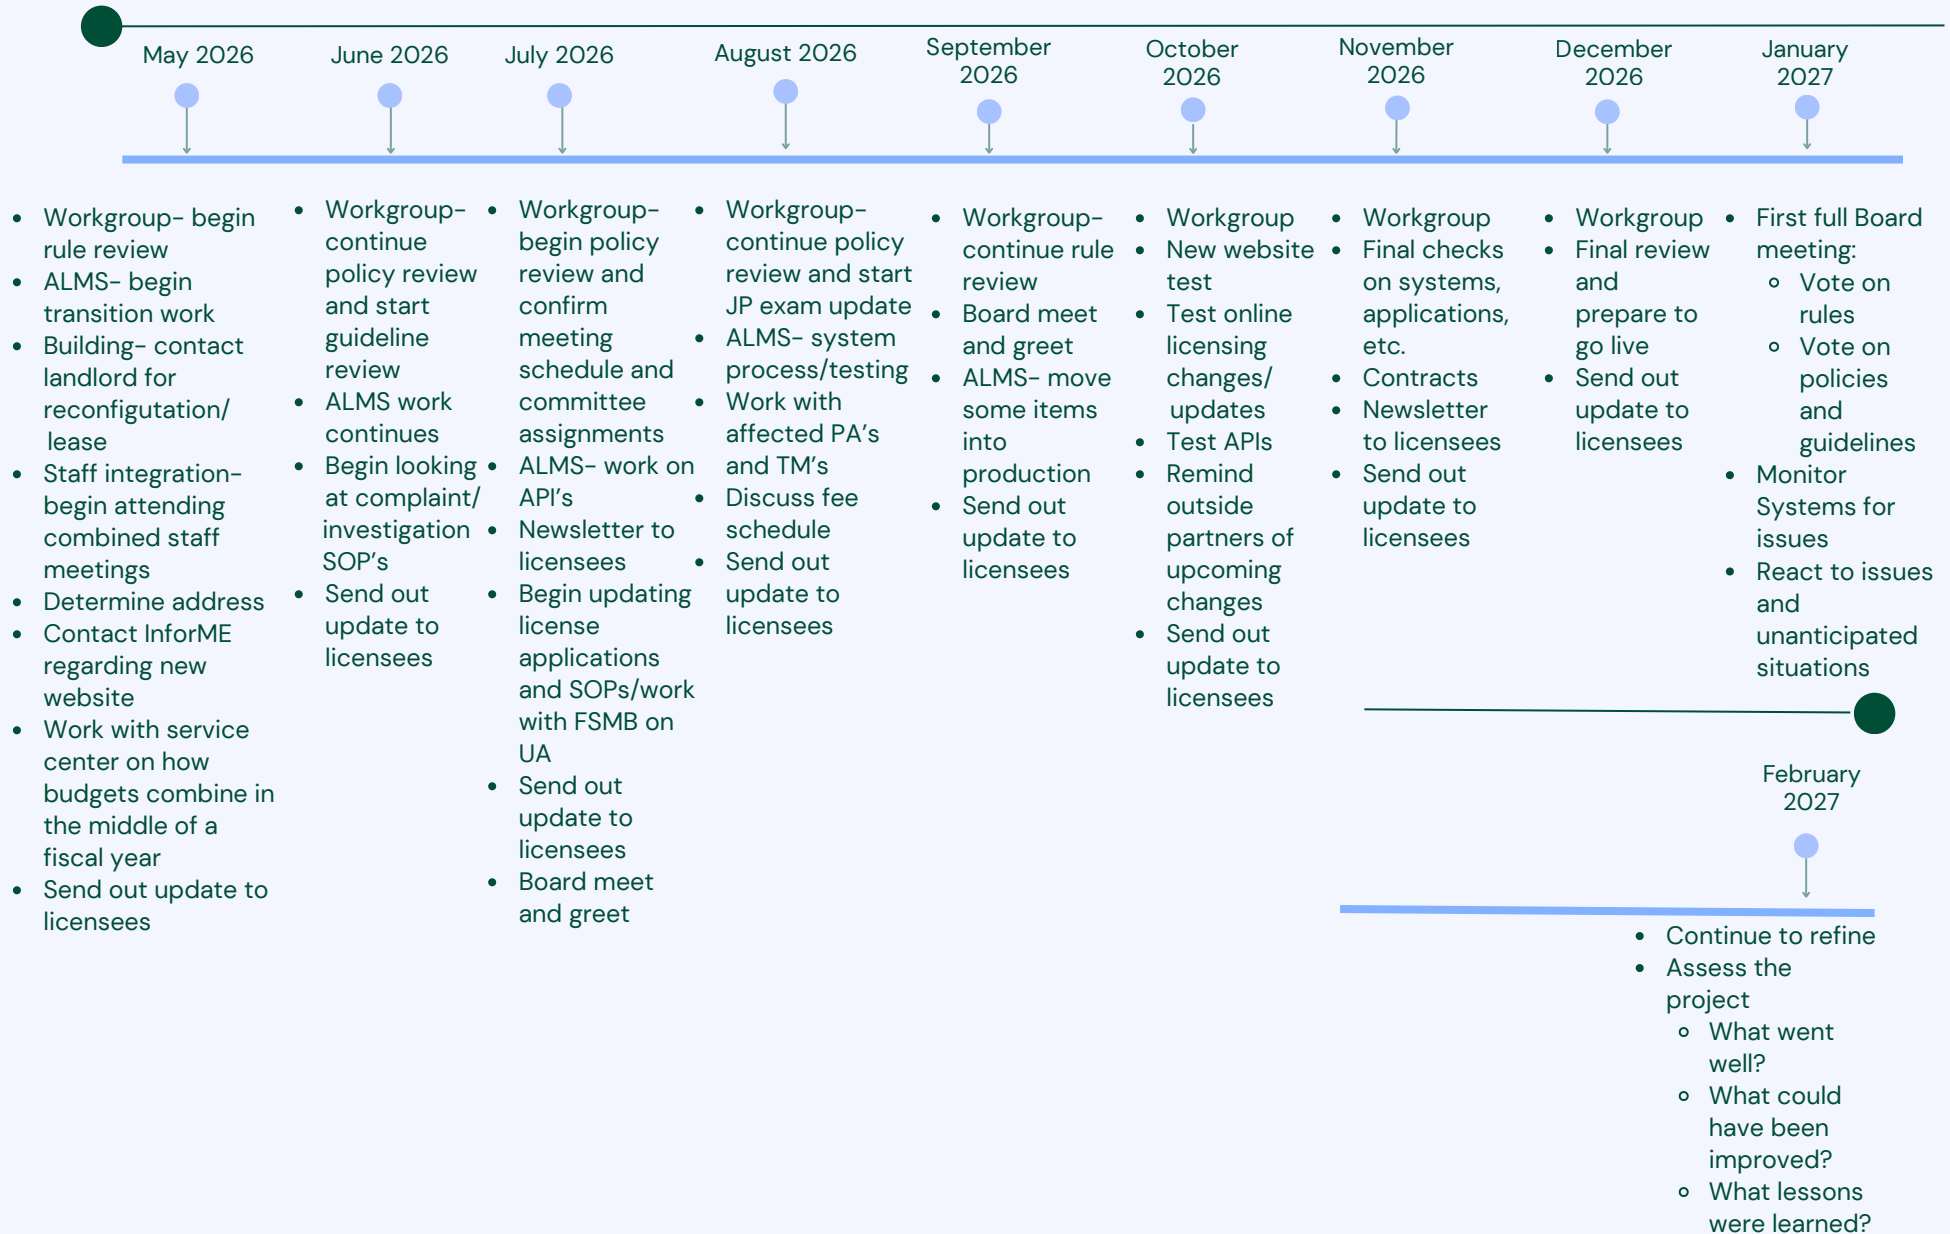 May 2026
Workgroup- begin
rule review
ALMS- begin
transition work
Building- contact
landlord for
reconfigutation/
lease
Staff integration-
begin attending
combined staff
meetings
Determine address
Contact InforME
regarding new
website
Work with service
center on how
budgets combine in
the middle of a
fiscal year
Send out update to
licensees
June 2026
Workgroup-
continue
policy review
and start
guideline
review
ALMS work
continues
Begin looking
at complaint/
investigation
SOP's
Send out
update to
licensees
July 2026
Workgroup-
begin policy
review and
confirm
meeting
schedule and
committee
assignments
ALMS- work on
API's
Newsletter to
licensees
Begin updating
license
applications
and SOPs/work
with FSMB on
UA
Send out
update to
licensees
Board meet
and greet
August 2026
Workgroup-
continue policy
review and start
JP exam update
ALMS- system
process/testing
Work with
affected PA's
and TM's
Discuss fee
schedule
Send out
update to
licensees
September
2026
Workgroup-
continue rule
review
Board meet
and greet
ALMS- move
some items
into
production
Send out
update to
licensees
October
2026
Workgroup
New website
test
Test online
licensing
changes/
updates
Test APIs
Remind
outside
partners of
upcoming
changes
Send out
update to
licensees
November
2026
Workgroup
Final checks
on systems,
applications,
etc.
Contracts
Newsletter
to licensees
Send out
update to
licensees
December
2026
Workgroup
Final review
and
prepare to
go live
Send out
update to
licensees
January
2027
First full Board
meeting:
Vote on
rules
Vote on
policies
and
guidelines
Monitor
Systems for
issues
React to issues
and
unanticipated
situations
February
2027
Continue to refine
Assess the
project
What went
well?
What could
have been
improved?
What lessons
were learned?